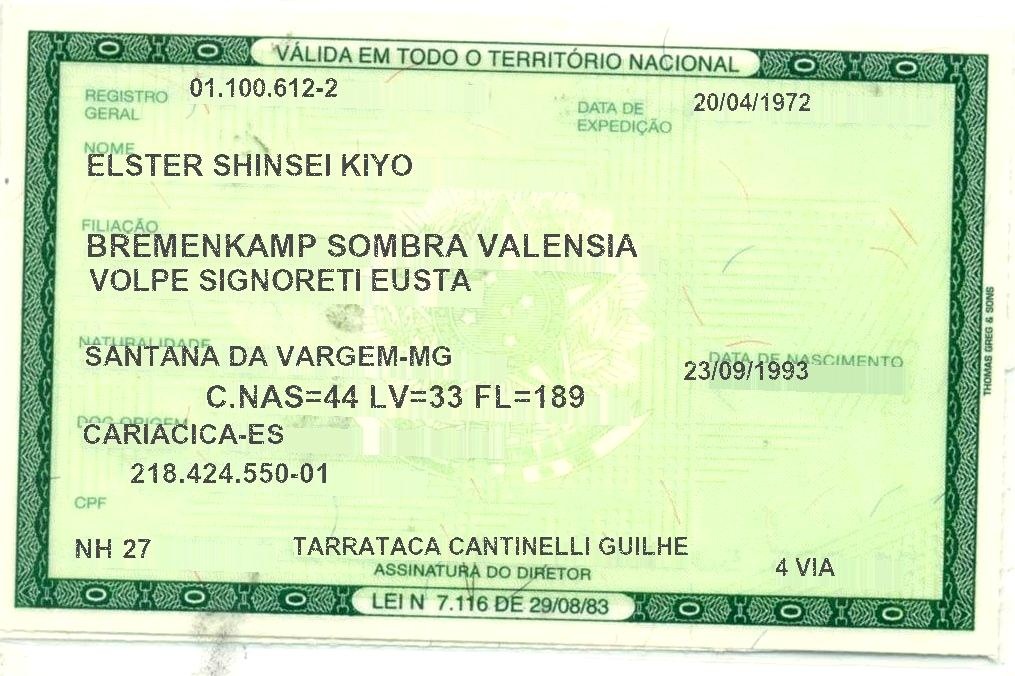 VÁLIDA EM TODO O TERRITÓRIO NACIONAL
REGISTRO GERAL 01.100.612-2 DATA DE EXPEDIÇÃO 20/04/1972
NOME
ELSTER SHINSEI KIYO
FILIAÇÃO
BREMENKAMP SOMBRA VALENSIA
VOLPE SIGNORETI EUSTA
NATURALIDADE DATA DE NASCIMENTO
SANTANA DA VARGEM-MG 23/09/1993
C.NAS=44 LV=33 FL=189
DOC ORIGEM
CARIACICA-ES
218.424.550-01
CPF
NH 27 TARRATACA CANTINELLI GUILHE 4 VIA
ASSINATURA DO DIRETOR
LEI N 7.116 DE 29/08/83
THOMAS GREG & SONS